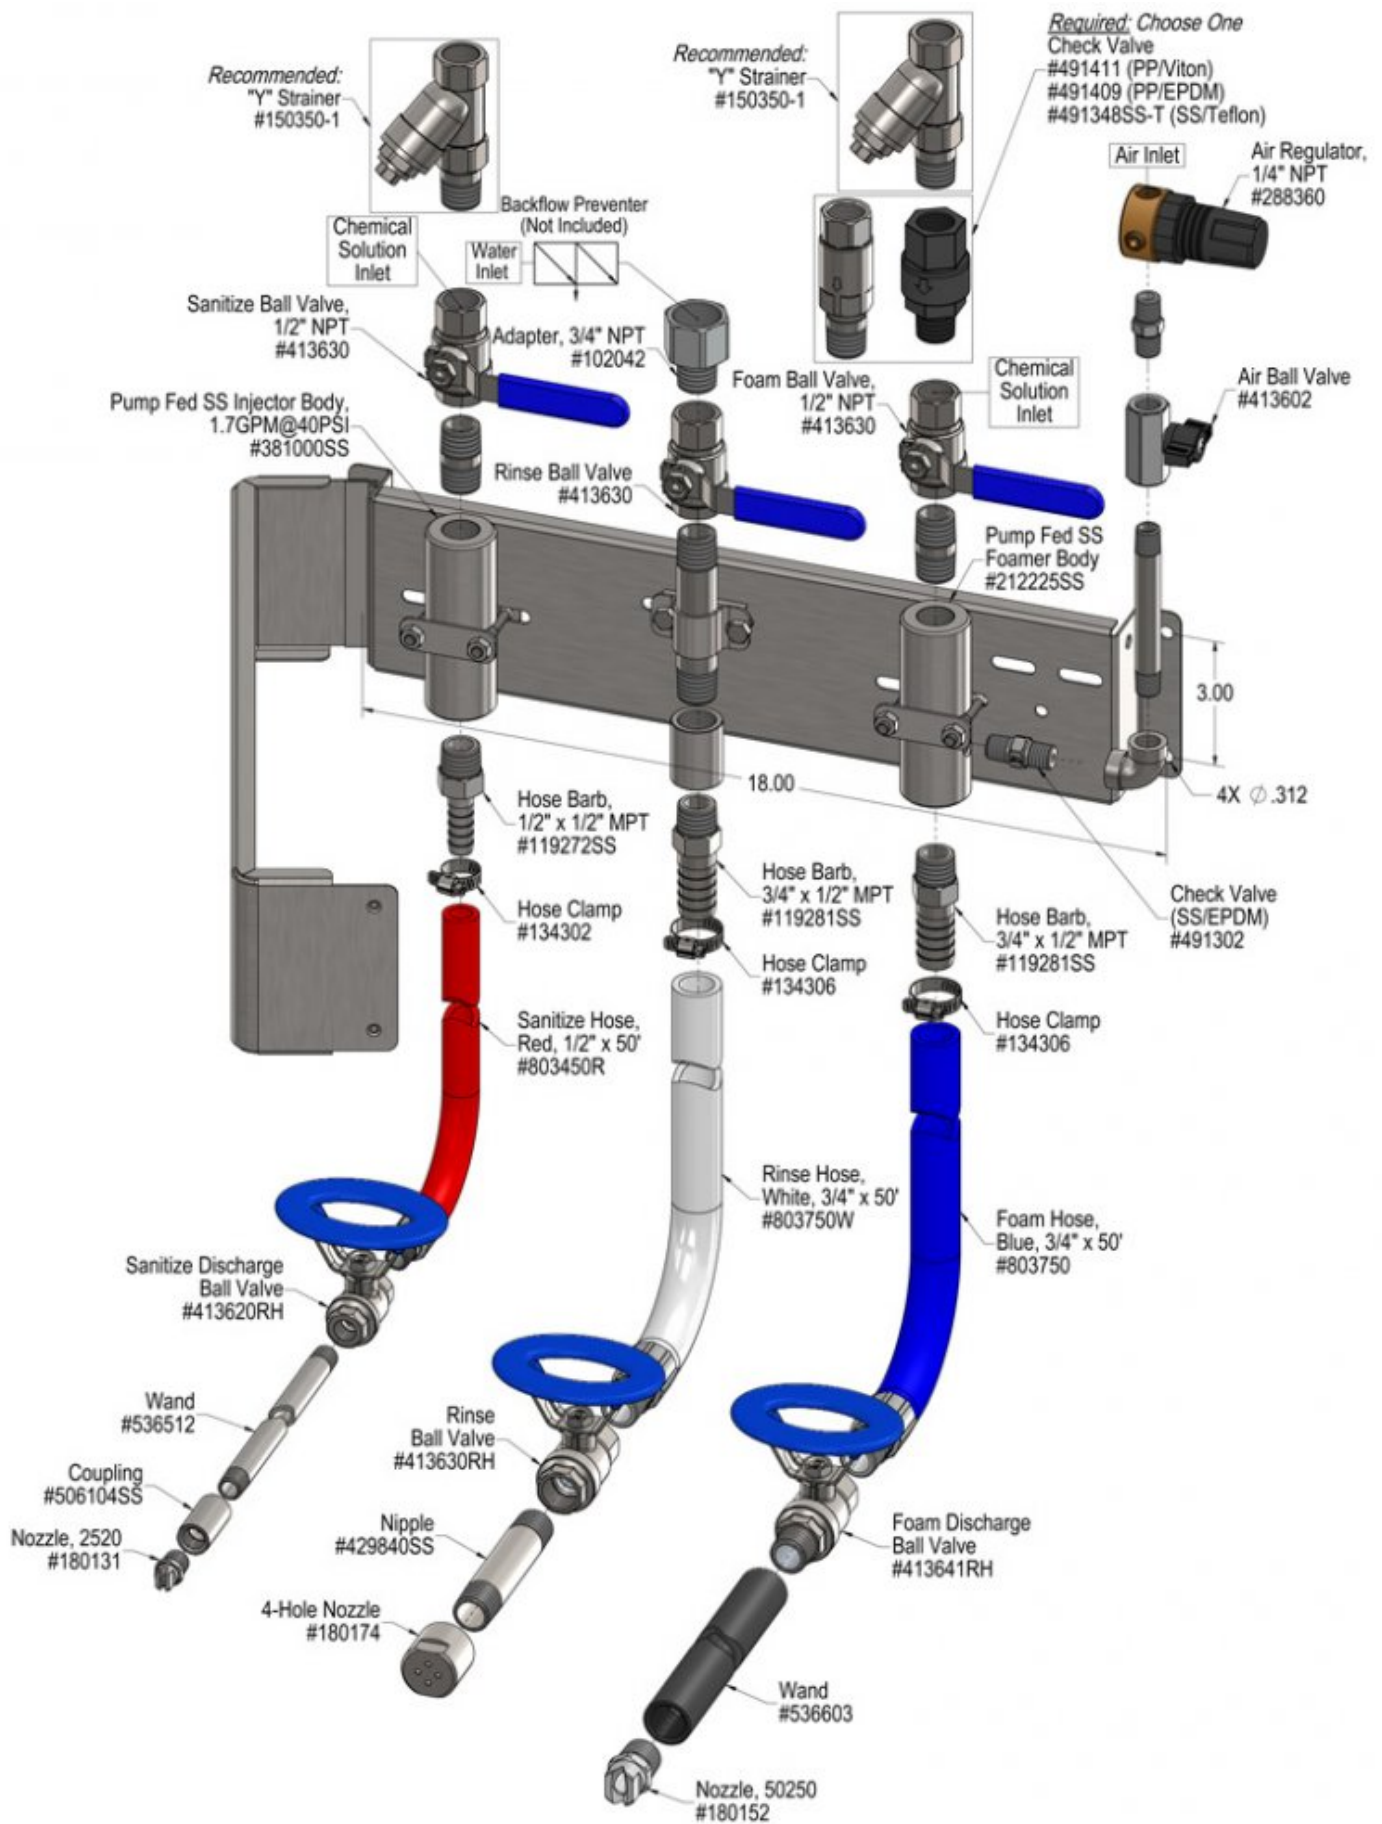 Recommended:
"Y" Strainer
#150350-1
Recommended:
"Y" Strainer
#150350-1
Required: Choose One
Check Valve
#491411 (PP/Viton)
#491409 (PP/EPDM)
#491348SS-T (SS/Teflon)
Air Inlet
Air Regulator,
1/4" NPT
#288360
Backflow Preventer
(Not Included)
Chemical
Solution
Inlet
Water
Inlet
Sanitize Ball Valve,
1/2" NPT
#413630
Adapter, 3/4" NPT
#102042
Foam Ball Valve,
1/2" NPT
#413630
Chemical
Solution
Inlet
Air Ball Valve
#413602
Pump Fed SS Injector Body,
1.7GPM@40PSI
#381000SS
Rinse Ball Valve
#413630
Pump Fed SS
Foamer Body
#212225SS
3.00
18.00
4X Ø .312
Hose Barb,
1/2" x 1/2" MPT
#119272SS
Hose Clamp
#134302
Hose Barb,
3/4" x 1/2" MPT
#119281SS
Hose Clamp
#134306
Hose Barb,
3/4" x 1/2" MPT
#119281SS
Hose Clamp
#134306
Check Valve
(SS/EPDM)
#491302
Sanitize Hose,
Red, 1/2" x 50'
#803450R
Rinse Hose,
White, 3/4" x 50'
#803750W
Foam Hose,
Blue, 3/4" x 50'
#803750
Sanitize Discharge
Ball Valve
#413620RH
Wand
#536512
Coupling
#506104SS
Nozzle, 2520
#180131
Rinse
Ball Valve
#413630RH
Nipple
#429840SS
4-Hole Nozzle
#180174
Foam Discharge
Ball Valve
#413641RH
Wand
#536603
Nozzle, 50250
#180152